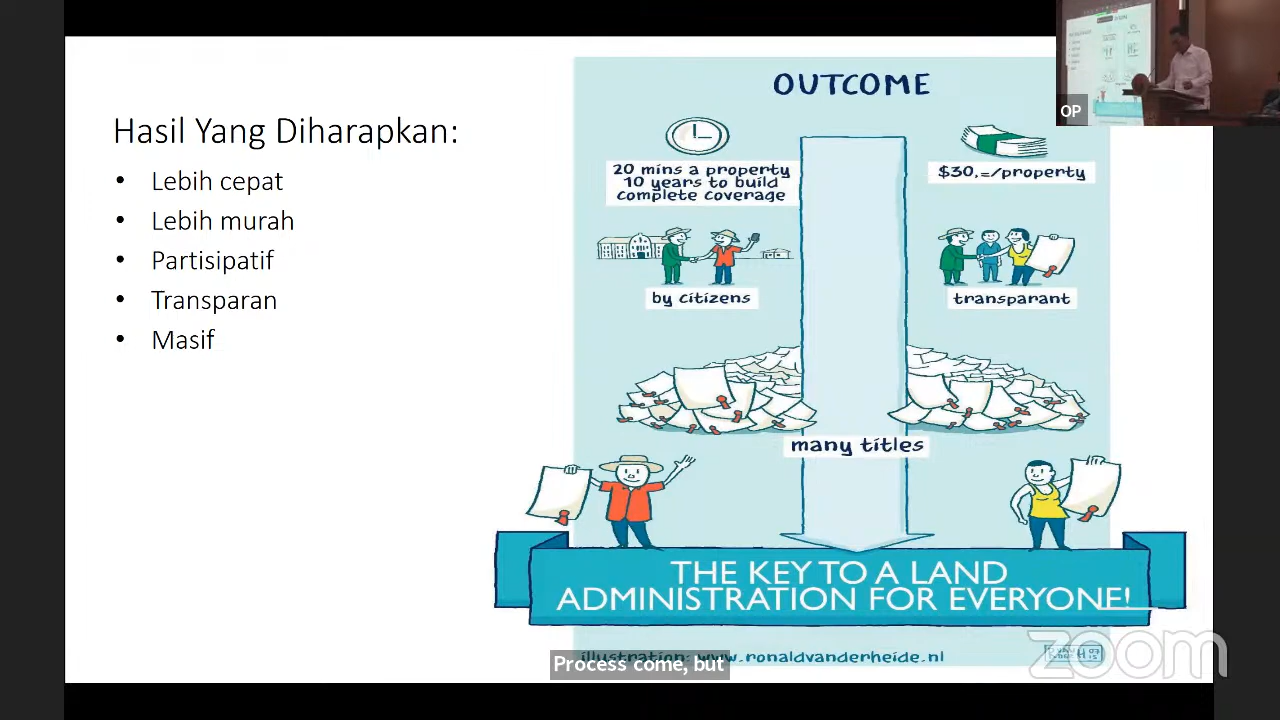 Hasil Yang Diharapkan:
• Lebih cepat
• Lebih murah
• Partisipatif
• Transparan
• Masif
OUTCOME
20 mins a property
10 years to build
complete coverage
$30,=/property
by citizens
transparant
many titles
THE KEY TO A LAND
ADMINISTRATION FOR EVERYONE!
illustration: www.ronaldvanderheide.nl
Process come, but
OP
zoom